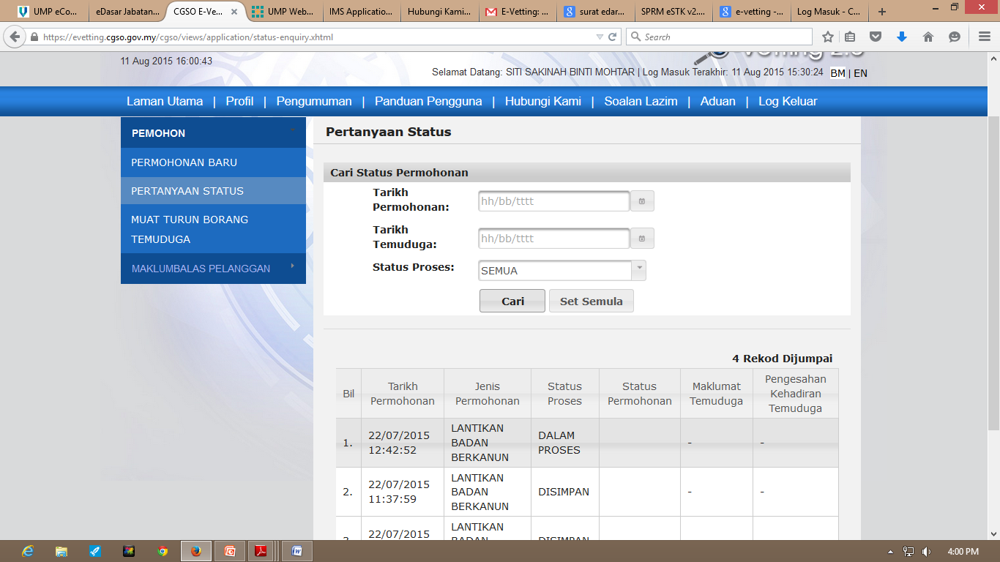 UMP eCo...
eDasar Jabatan...
CGSO E-Ve...
UMP Web...
IMS Applicatio...
Hubungi Kami...
E-Vetting: ...
surat edar...
SPRM eSTK v2....
e-vetting -...
Log Masuk - C...
https://evetting.cgso.gov.my/cgso/views/application/status-enquiry.xhtml
Search
11 Aug 2015 16:00:43
Selamat Datang: SITI SAKINAH BINTI MOHTAR | Log Masuk Terakhir: 11 Aug 2015 15:30:24 BM | EN
Laman Utama | Profil | Pengumuman | Panduan Pengguna | Hubungi Kami | Soalan Lazim | Aduan | Log Keluar
PEMOHON
PERMOHONAN BARU
PERTANYAAN STATUS
MUAT TURUN BORANG
TEMUDUGA
MAKLUMBALAS PELANGGAN
Pertanyaan Status
Cari Status Permohonan
Tarikh
Permohonan:
hh/bb/tttt
Tarikh
Temuduga:
hh/bb/tttt
Status Proses:
SEMUA
Cari
Set Semula
4 Rekod Dijumpai
Bil
Tarikh
Permohonan
Jenis
Permohonan
Status
Proses
Status
Permohonan
Maklumat
Temuduga
Pengesahan
Kehadiran
Temuduga
1.
22/07/2015
12:42:52
LANTIKAN
BADAN
BERKANUN
DALAM
PROSES
-
-
2.
22/07/2015
11:37:59
LANTIKAN
BADAN
BERKANUN
DISIMPAN
-
-
22/07/2015
LANTIKAN
BADAN
DISIMPAN
4:00 PM